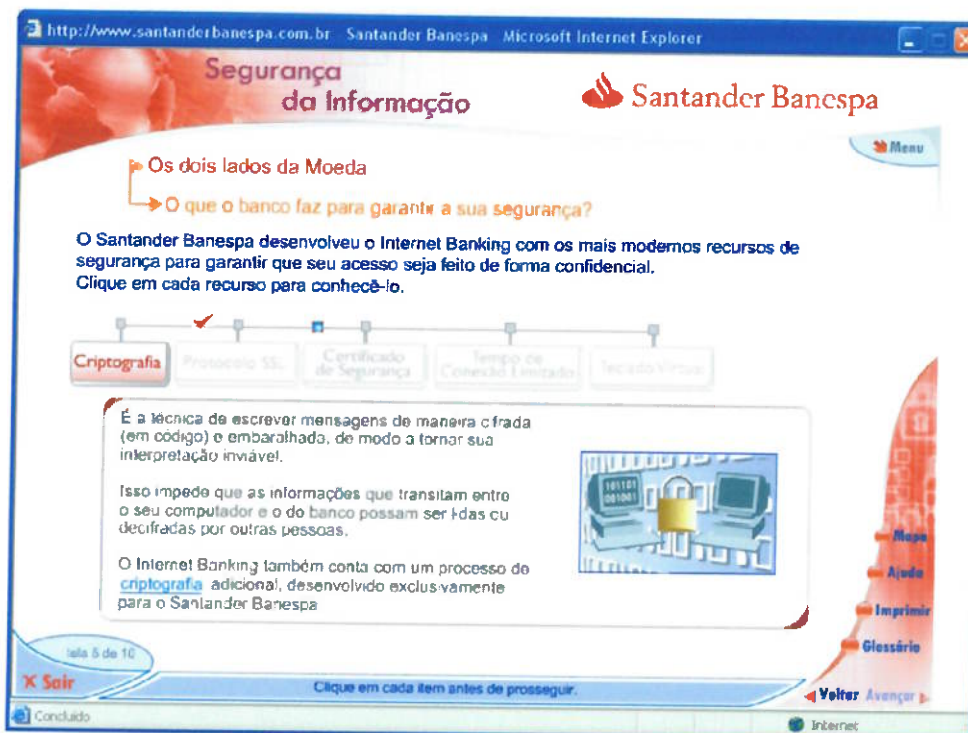 http://www.santanderbanespa.com.br Santander Banespa Microsoft Internet Explorer
Segurança
da Informação
Santander Banespa
Menu
Os dois lados da Moeda
O que o banco faz para garantir a sua segurança?
O Santander Banespa desenvolveu o Internet Banking com os mais modernos recursos de
segurança para garantir que seu acesso seja feito de forma confidencial.
Clique em cada recurso para conhecê-lo.
Criptografia
Protocolo SSL
Certificado
de Segurança
Tempo de
Conexão Limitado
Teclado Virtual
É a técnica de escrever mensagens de maneira cifrada
(em código) e embaralhada, de modo a tornar sua
interpretação inviável.
Isso impede que as informações que transitam entre
o seu computador e o do banco possam ser lidas ou
decifradas por outras pessoas.
O Internet Banking também conta com um processo de
criptografia adicional, desenvolvido exclusivamente
para o Santander Banespa
101101
001001
Mapa
Ajuda
Imprimir
Glossário
tela 5 de 10
Sair
Clique em cada item antes de prosseguir.
Voltar Avançar
Concluído
Internet